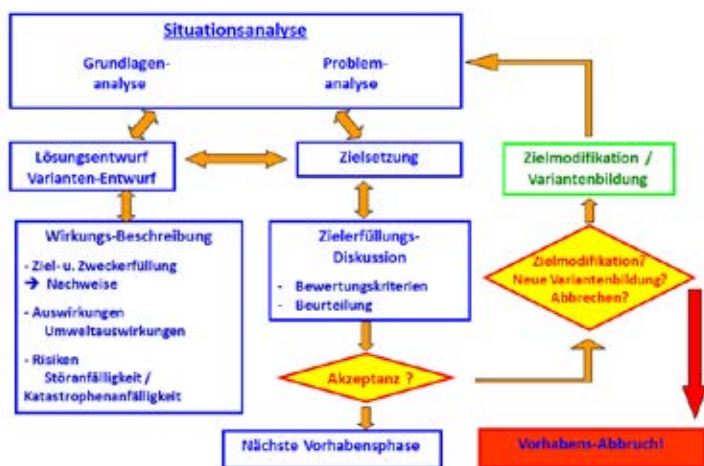 Situationsanalyse
Grundlagen-
analyse
Problem-
analyse
Lösungsentwurf
Varianten-Entwurf
Zielsetzung
Zielmodifikation /
Variantenbildung
Wirkungs-Beschreibung
- Ziel- u. Zweckerfüllung
➔ Nachweise
- Auswirkungen
Umweltauswirkungen
- Risiken
Störanfälligkeit /
Katastrophenanfälligkeit
Zielerfüllungs-
Diskussion
- Bewertungskriterien
- Beurteilung
Zielmodifikation?
Neue Variantenbildung?
Abbrechen?
Akzeptanz ?
Nächste Vorhabensphase
Vorhabens-Abbruch!